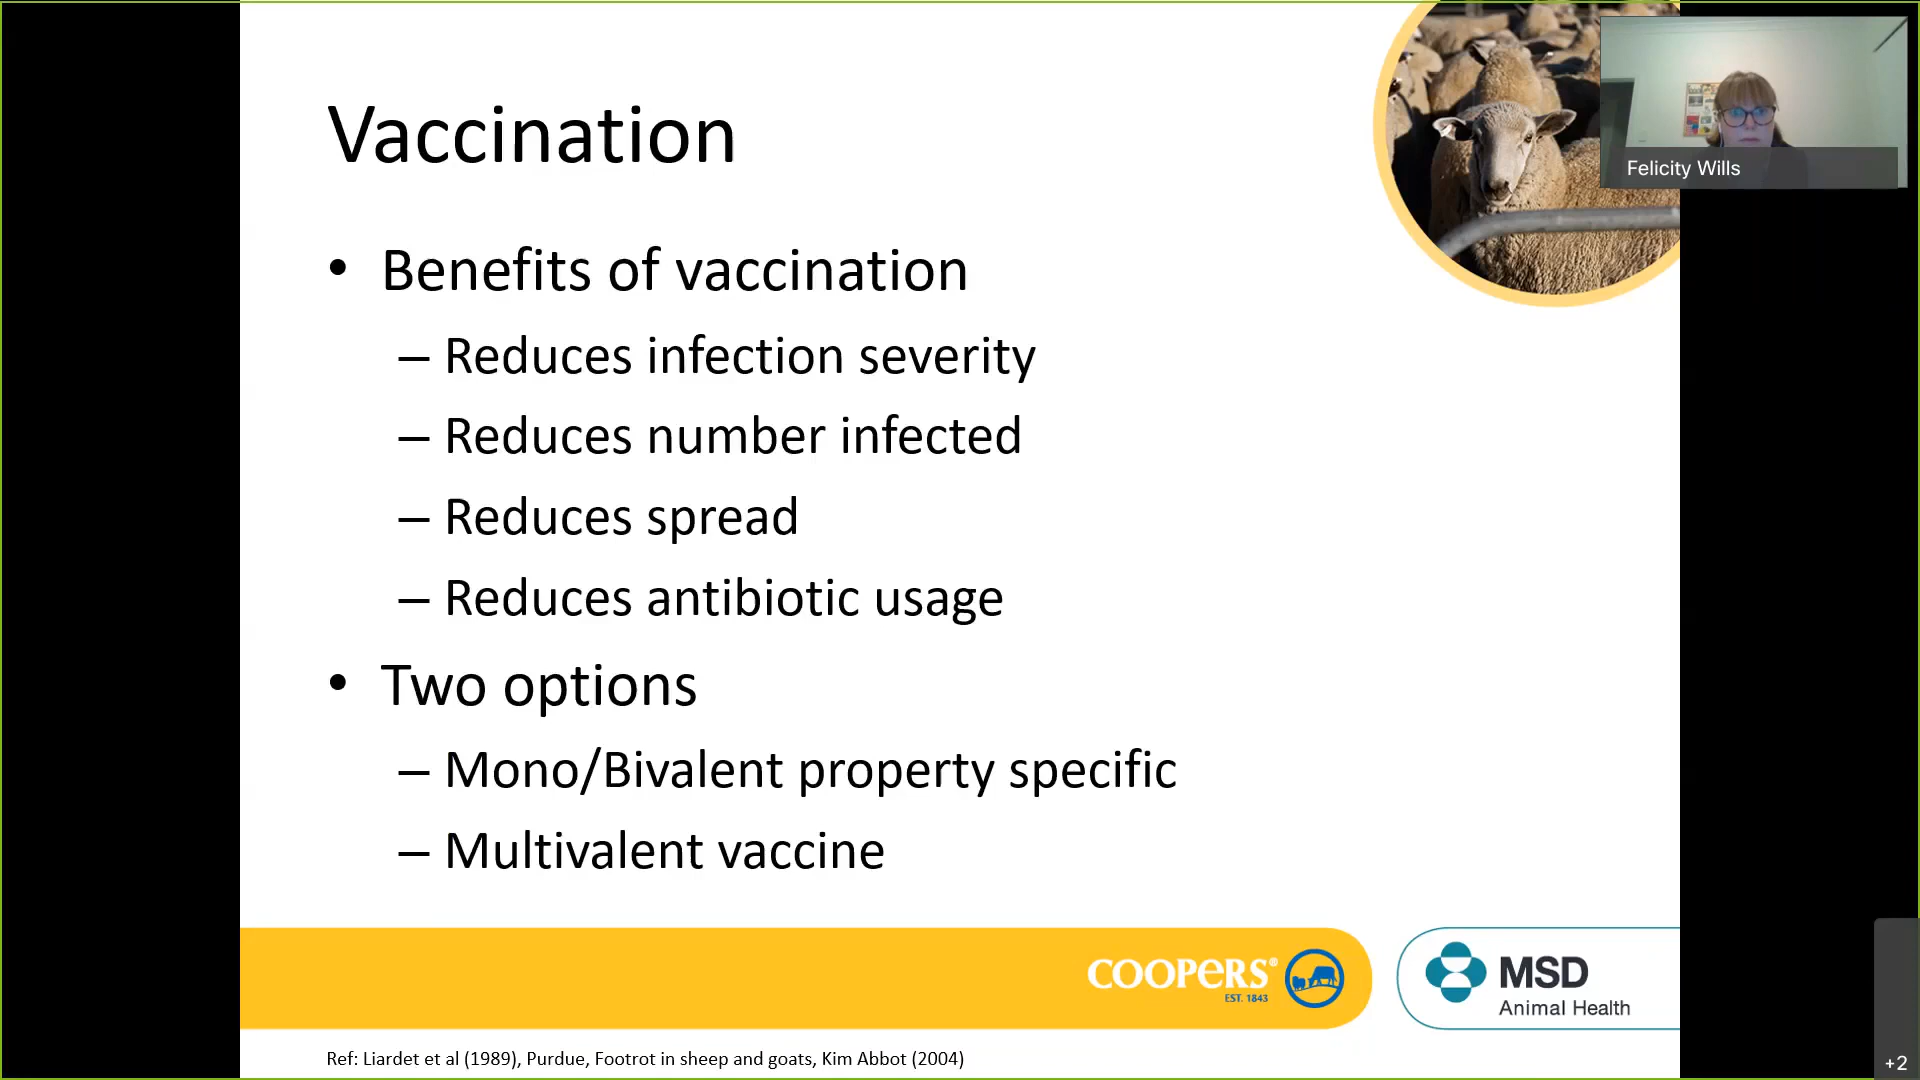 Vaccination
Felicity Wills
• Benefits of vaccination
– Reduces infection severity
– Reduces number infected
– Reduces spread
– Reduces antibiotic usage
• Two options
– Mono/Bivalent property specific
– Multivalent vaccine
COOPERS®
EST. 1843
MSD
Animal Health
Ref: Liardet et al (1989), Purdue, Footrot in sheep and goats, Kim Abbot (2004)
+2